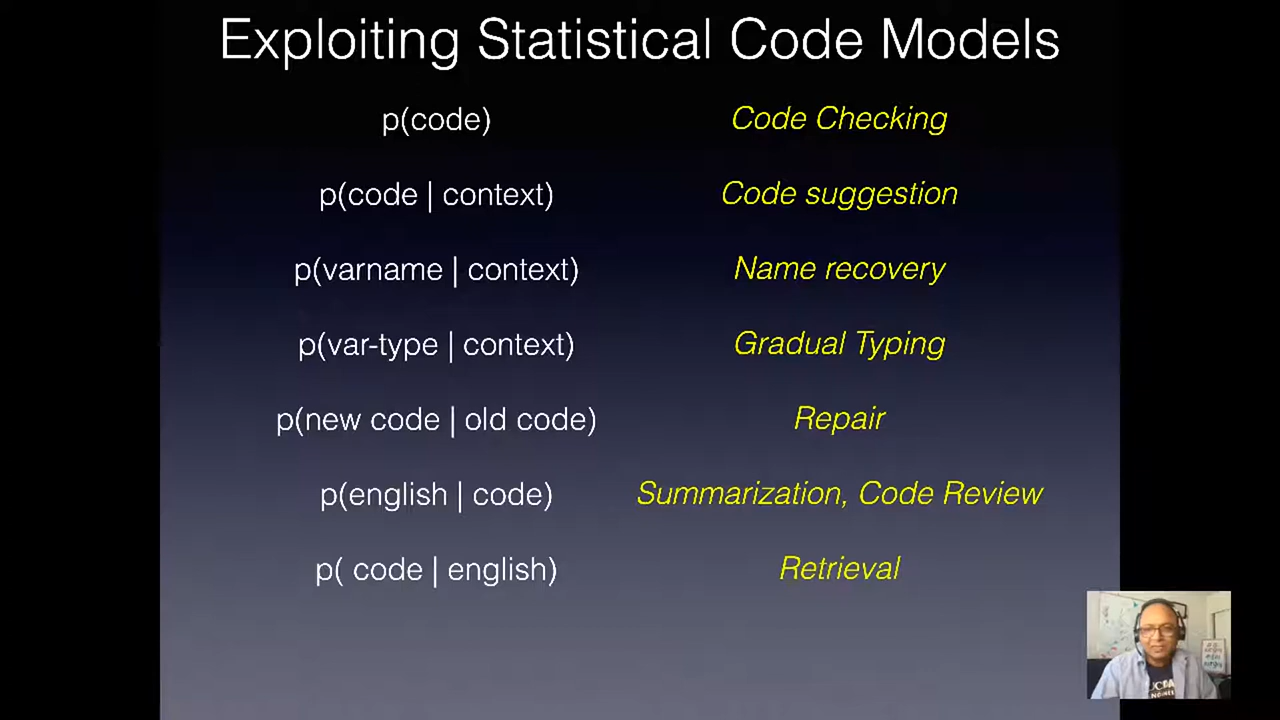 Exploiting Statistical Code Models
p(code) Code Checking
p(code | context) Code suggestion
p(varname | context) Name recovery
p(var-type | context) Gradual Typing
p(new code | old code) Repair
p(english | code) Summarization, Code Review
p( code | english) Retrieval